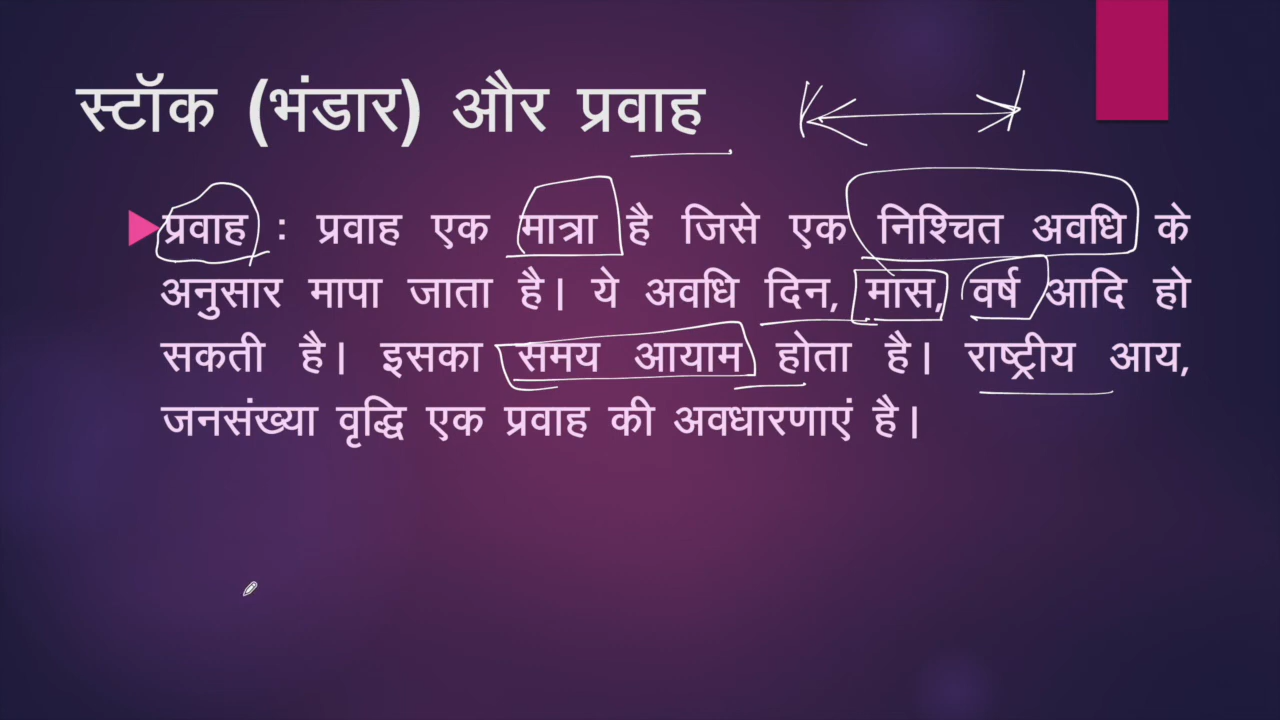 स्टॉक (भंडार) और प्रवाह
प्रवाह : प्रवाह एक मात्रा है जिसे एक निश्चित अवधि के
अनुसार मापा जाता है। ये अवधि दिन, मास, वर्ष आदि हो
सकती है। इसका समय आयाम होता है। राष्ट्रीय आय,
जनसंख्या वृद्धि एक प्रवाह की अवधारणाएं है।